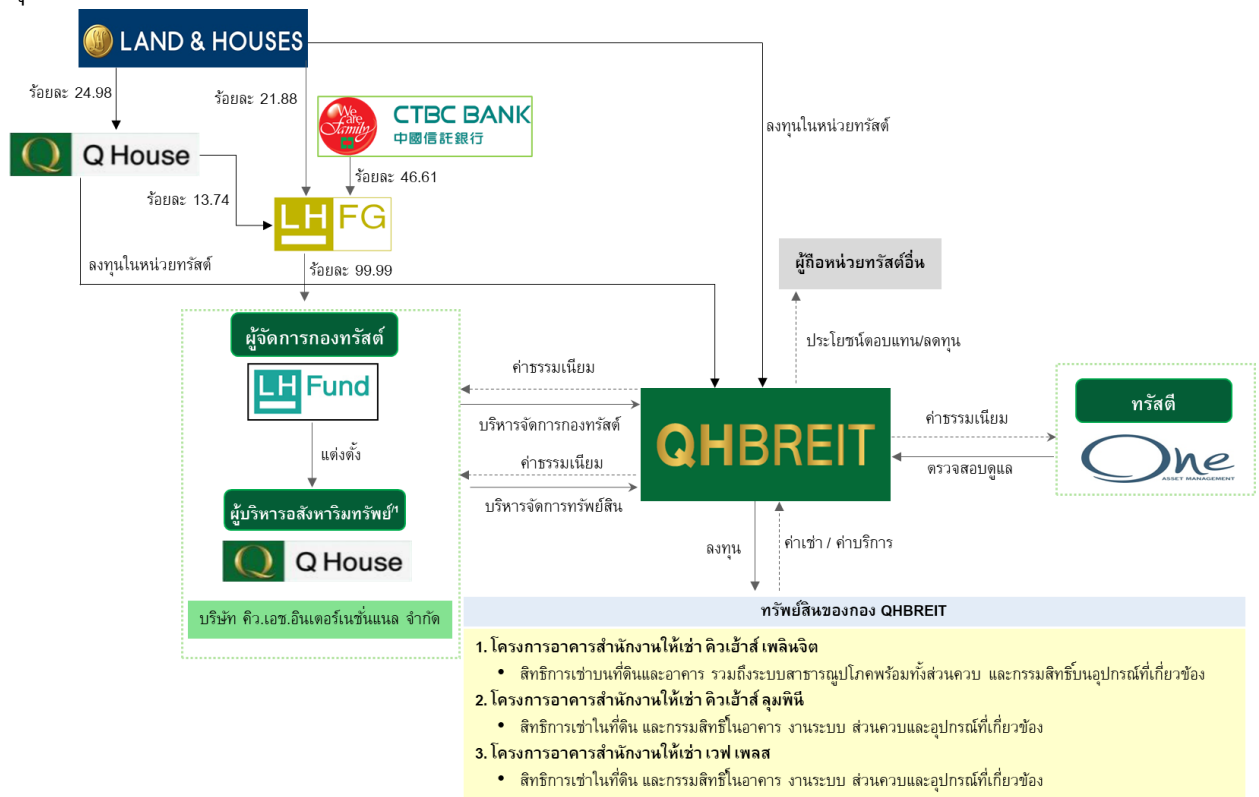 LAND & HOUSES
ร้อยละ 24.98
ร้อยละ 21.88
We are Family
CTBC BANK
中國信託銀行
ลงทุนในหน่วยทรัสต์
Q Q House
ร้อยละ 46.61
ร้อยละ 13.74
LH FG
ลงทุนในหน่วยทรัสต์
ร้อยละ 99.99
ผู้ถือหน่วยทรัสต์อื่น
ผู้จัดการกองทรัสต์
ประโยชน์ตอบแทน/ลดทุน
LH Fund
ค่าธรรมเนียม
บริหารจัดการกองทรัสต์
QHBREIT
ค่าธรรมเนียม
ตรวจสอบดูแล
ทรัสตี
One
ASSET MANAGEMENT
แต่งตั้ง
ค่าธรรมเนียม
บริหารจัดการทรัพย์สิน
ผู้บริหารอสังหาริมทรัพย์/1
Q Q House
ลงทุน
ค่าเช่า / ค่าบริการ
บริษัท คิว.เอช.อินเตอร์เนชั่นแนล จำกัด
ทรัพย์สินของกอง QHBREIT
1. โครงการอาคารสำนักงานให้เช่า คิวเฮ้าส์ เพลินจิต
• สิทธิการเช่าบนที่ดินและอาคาร รวมถึงระบบสาธารณูปโภคพร้อมทั้งส่วนควบ และกรรมสิทธิ์บนอุปกรณ์ที่เกี่ยวข้อง
2. โครงการอาคารสำนักงานให้เช่า คิวเฮ้าส์ ลุมพินี
• สิทธิการเช่าในที่ดิน และกรรมสิทธิ์ในอาคาร งานระบบ ส่วนควบและอุปกรณ์ที่เกี่ยวข้อง
3. โครงการอาคารสำนักงานให้เช่า เวฟ เพลส
• สิทธิการเช่าในที่ดิน และกรรมสิทธิ์ในอาคาร งานระบบ ส่วนควบและอุปกรณ์ที่เกี่ยวข้อง